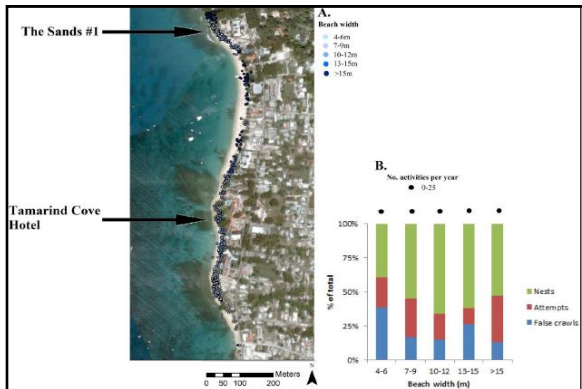 The Sands #1
Tamarind Cove
Hotel
N
Meters
0 50 100 200
A.
Beach width
4-6m
7-9m
10-12m
13-15m
>15m
B.
No. activities per year
0-25
% of total
100%
75%
50%
25%
0%
4-6 7-9 10-12 13-15 >15
Beach width (m)
Nests
Attempts
False crawls